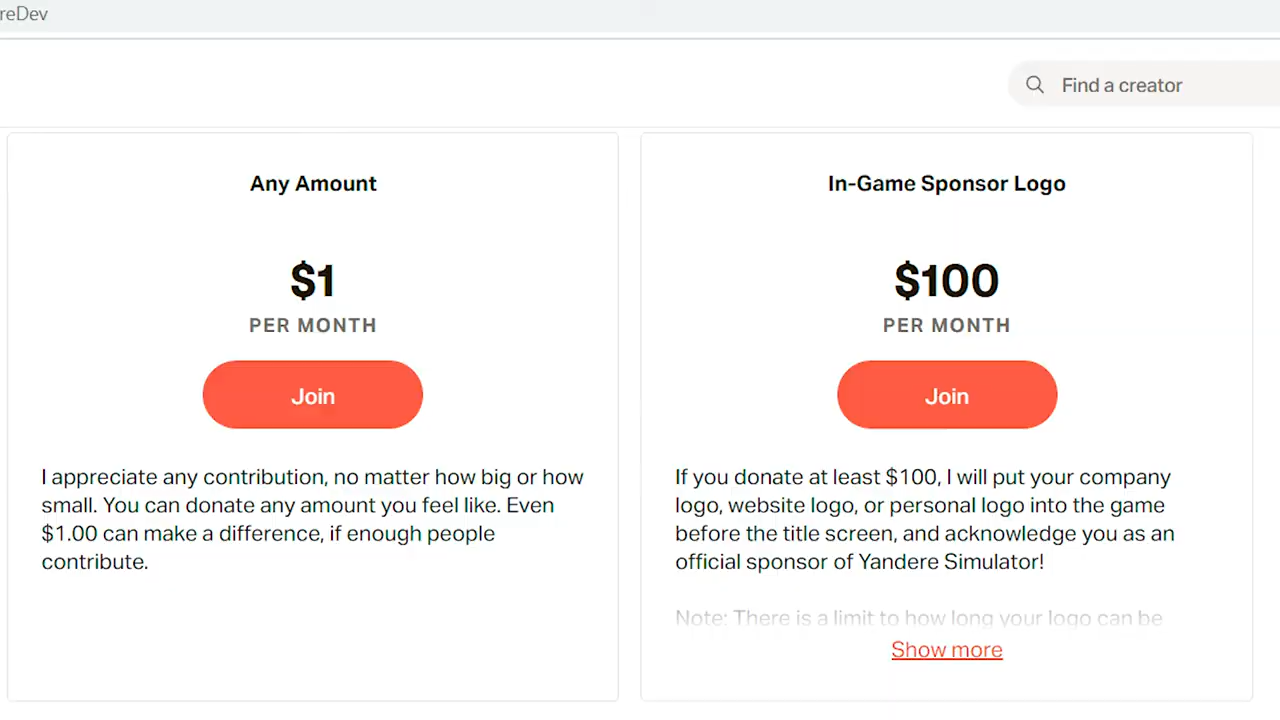 reDev
Find a creator
Any Amount
$1
PER MONTH
Join
I appreciate any contribution, no matter how big or how
small. You can donate any amount you feel like. Even
$1.00 can make a difference, if enough people
contribute.
In-Game Sponsor Logo
$100
PER MONTH
Join
If you donate at least $100, I will put your company
logo, website logo, or personal logo into the game
before the title screen, and acknowledge you as an
official sponsor of Yandere Simulator!
Note: There is a limit to how long your logo can be
Show more